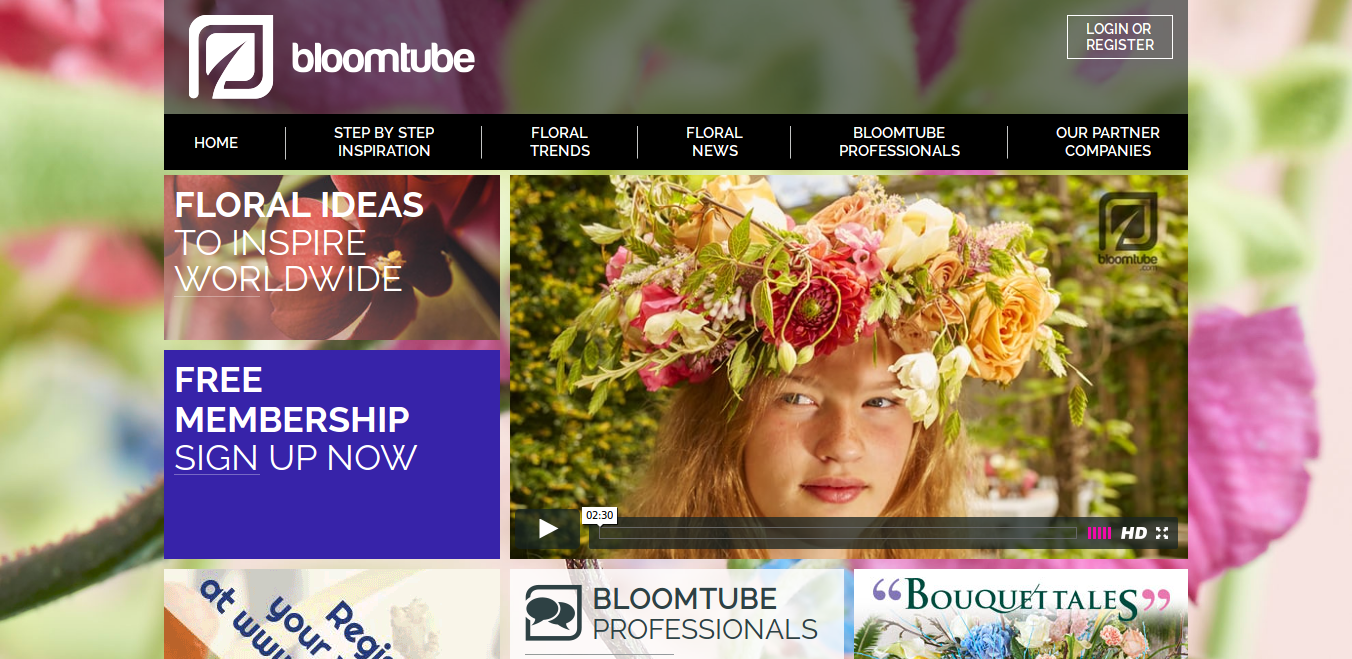 bloomtube
LOGIN OR
REGISTER
HOME
STEP BY STEP
INSPIRATION
FLORAL
TRENDS
FLORAL
NEWS
BLOOMTUBE
PROFESSIONALS
OUR PARTNER
COMPANIES
FLORAL IDEAS
TO INSPIRE
WORLDWIDE
FREE
MEMBERSHIP
SIGN UP NOW
bloomtube
.com
02:30
HD
your
at
BLOOMTUBE
PROFESSIONALS
“BOUQUET TALES”